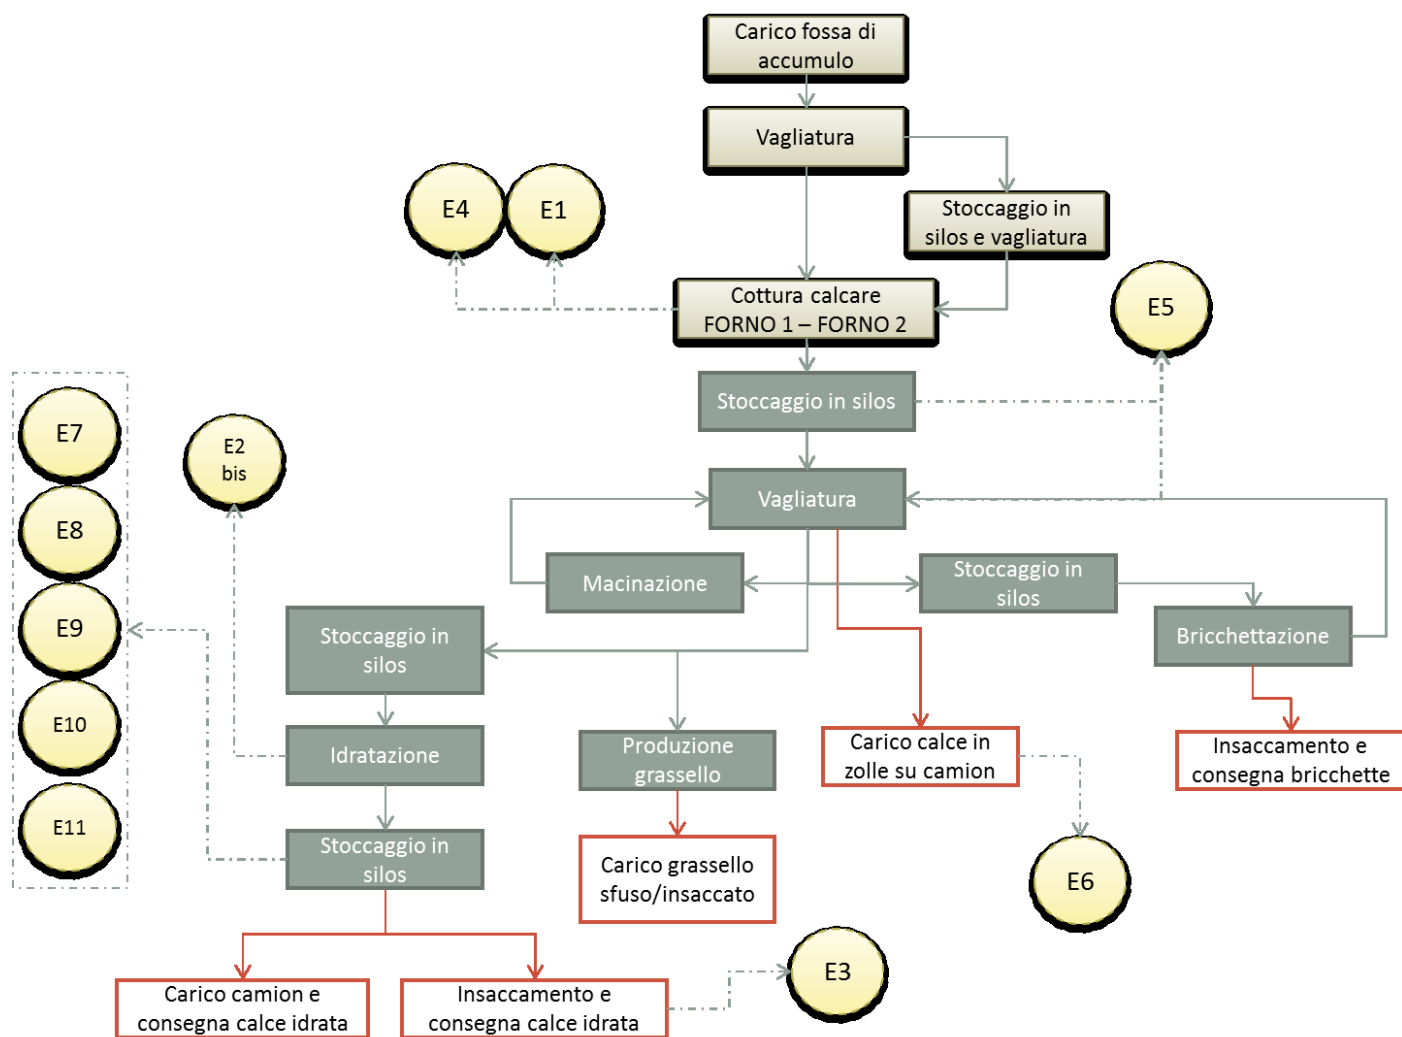 Carico fossa di
accumulo
Vagliatura
E4
E1
Stoccaggio in
silos e vagliatura
Cottura calcare
FORNO 1 – FORNO 2
E5
Stoccaggio in silos
E7
E2
bis
Vagliatura
E8
Macinazione
Stoccaggio in
silos
E9
Stoccaggio in
silos
Bricchettazione
E10
Idratazione
Produzione
grassello
Carico calce in
zolle su camion
Insaccamento e
consegna bricchette
E11
Stoccaggio in
silos
Carico grassello
sfuso/insaccato
E6
E3
Carico camion e
consegna calce idrata
Insaccamento e
consegna calce idrata